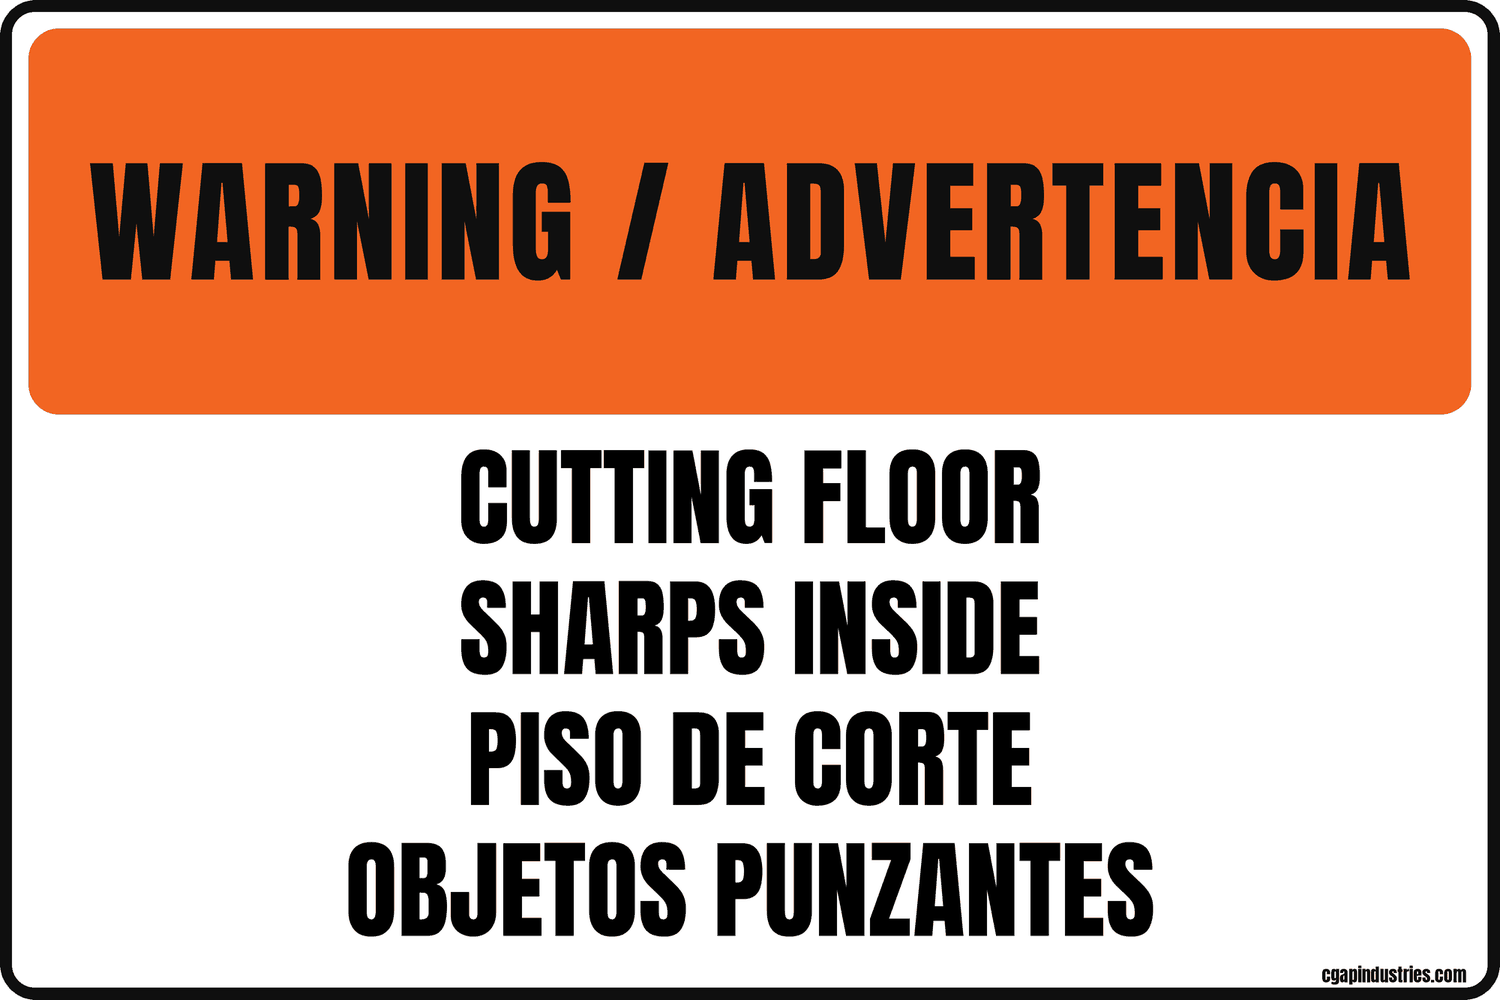 WARNING / ADVERTENCIA
CUTTING FLOOR
SHARPS INSIDE
PISO DE CORTE
OBJETOS PUNZANTES
cgapindustries.com